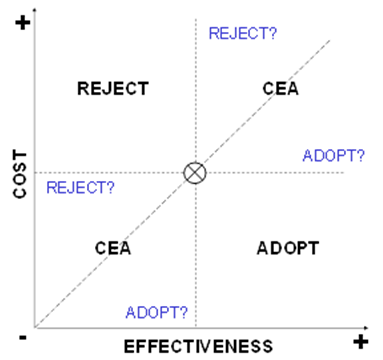 +
REJECT?
REJECT
CEA
ADOPT?
COST
REJECT?
CEA
ADOPT
ADOPT?
-
EFFECTIVENESS
+